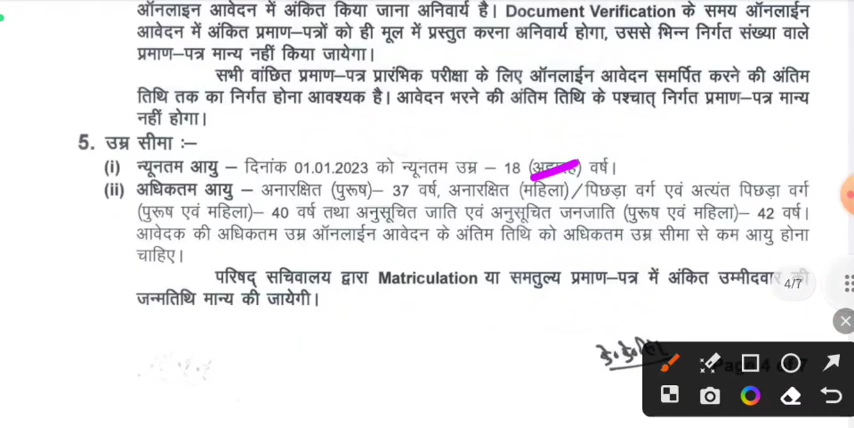 ऑनलाइन आवेदन में अंकित किया जाना अनिवार्य है। Document Verification के समय ऑनलाईन
आवेदन में अंकित प्रमाण–पत्रों को ही मूल में प्रस्तुत करना अनिवार्य होगा, उससे भिन्न निर्गत संख्या वाले
प्रमाण–पत्र मान्य नहीं किया जायेगा।
सभी वांछित प्रमाण–पत्र प्रारंभिक परीक्षा के लिए ऑनलाईन आवेदन समर्पित करने की अंतिम
तिथि तक का निर्गत होना आवश्यक है। आवेदन भरने की अंतिम तिथि के पश्चात् निर्गत प्रमाण–पत्र मान्य
नहीं होगा।
5. उम्र सीमा :–
(i) न्यूनतम आयु – दिनांक 01.01.2023 को न्यूनतम उम्र – 18 वर्ष।
(ii) अधिकतम आयु – अनारक्षित (पुरूष)– 37 वर्ष, अनारक्षित (महिला)/पिछड़ा वर्ग एवं अत्यंत पिछड़ा वर्ग
(पुरूष एवं महिला)– 40 वर्ष तथा अनुसूचित जाति एवं अनुसूचित जनजाति (पुरूष एवं महिला)– 42 वर्ष।
आवेदक की अधिकतम उम्र ऑनलाईन आवेदन के अंतिम तिथि को अधिकतम उम्र सीमा से कम आयु होना
चाहिए।
परिषद् सचिवालय द्वारा Matriculation या समतुल्य प्रमाण–पत्र में अंकित उम्मीदवार की
4/7
जन्मतिथि मान्य की जायेगी।
Page 4 of 7